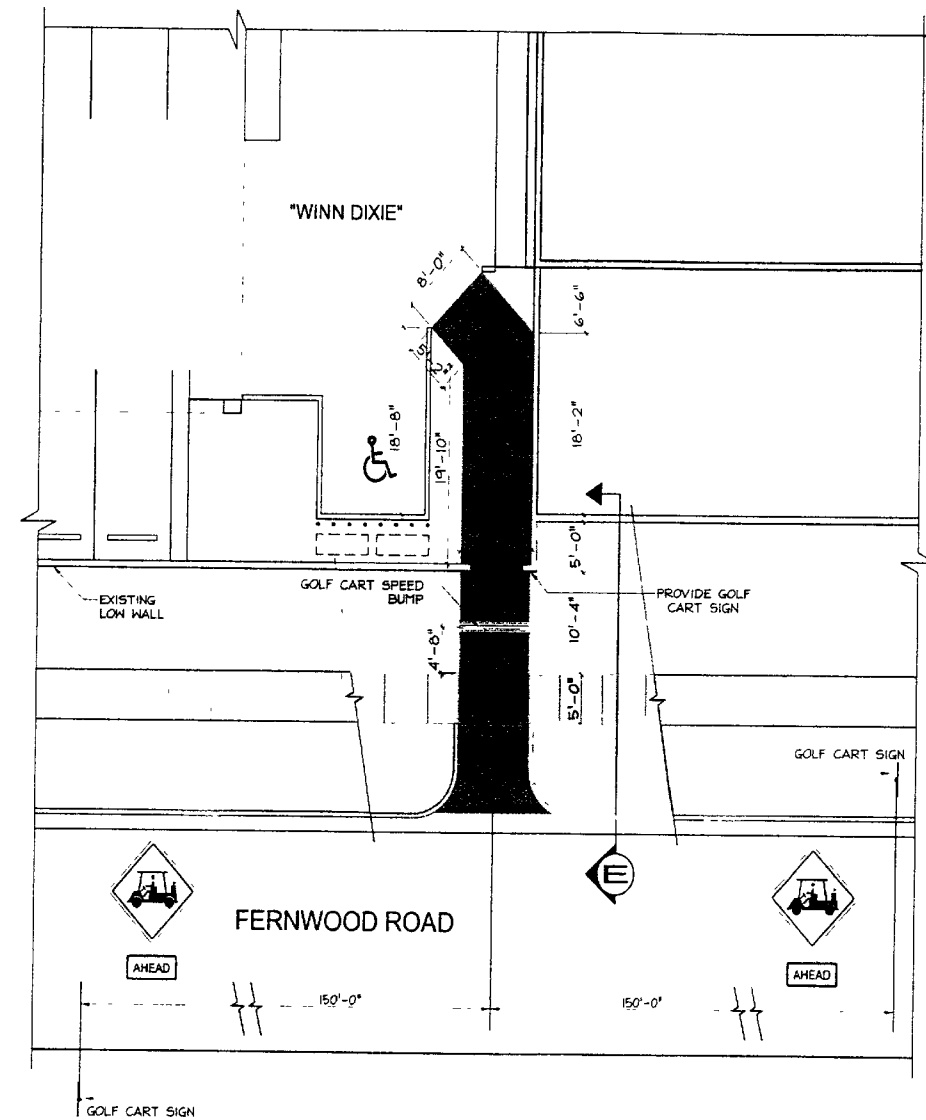 "WINN DIXIE"
8'-0"
6'-6"
5'-2"
18'-8"
19'-10"
18'-2"
5'-0"
GOLF CART SPEED
BUMP
EXISTING
LOW WALL
PROVIDE GOLF
CART SIGN
10'-4"
4'-8"
5'-0"
GOLF CART SIGN
E
FERNWOOD ROAD
AHEAD
AHEAD
150'-0"
150'-0"
GOLF CART SIGN